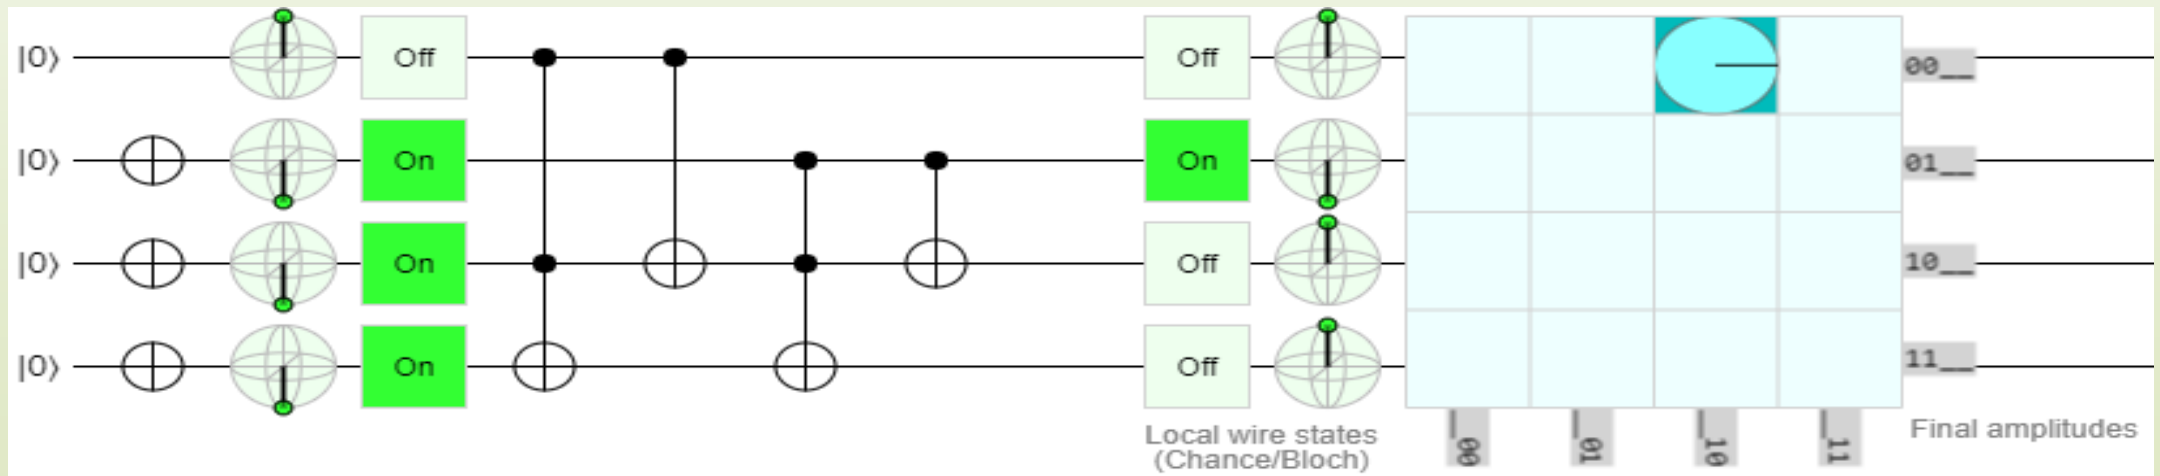 |0⟩ Off Off 00__
|0⟩ On On 01__
|0⟩ On Off 10__
|0⟩ On Off 11__
Local wire states
(Chance/Bloch)
__00 __01 __10 __11
Final amplitudes